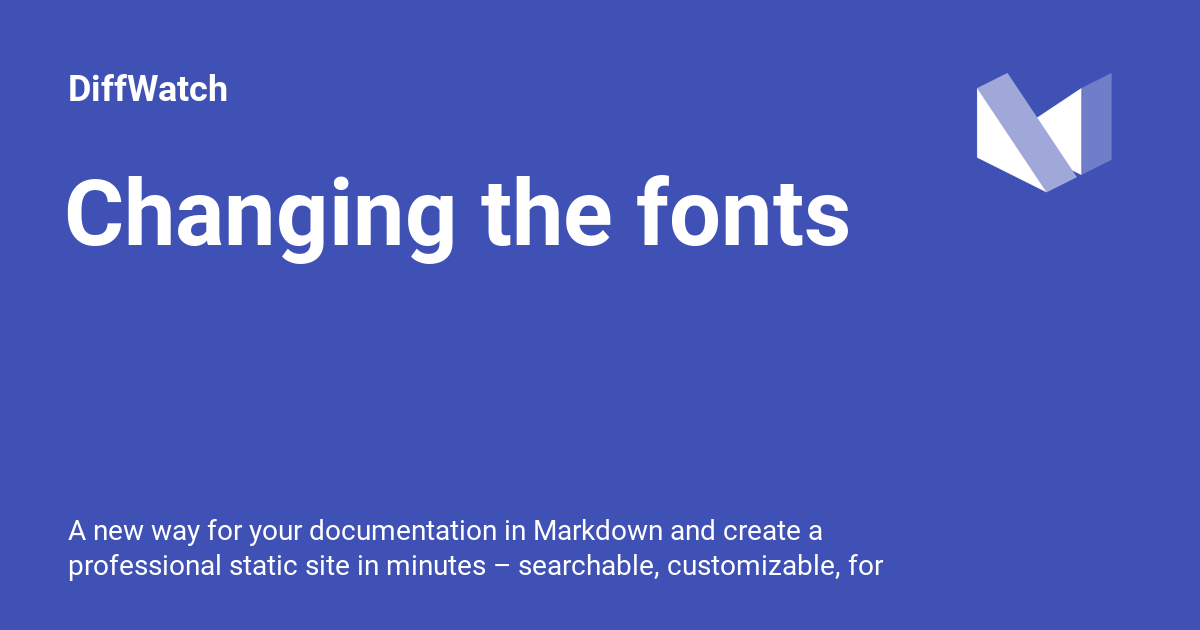 DiffWatch
Changing the fonts
A new way for your documentation in Markdown and create a
professional static site in minutes – searchable, customizable, for